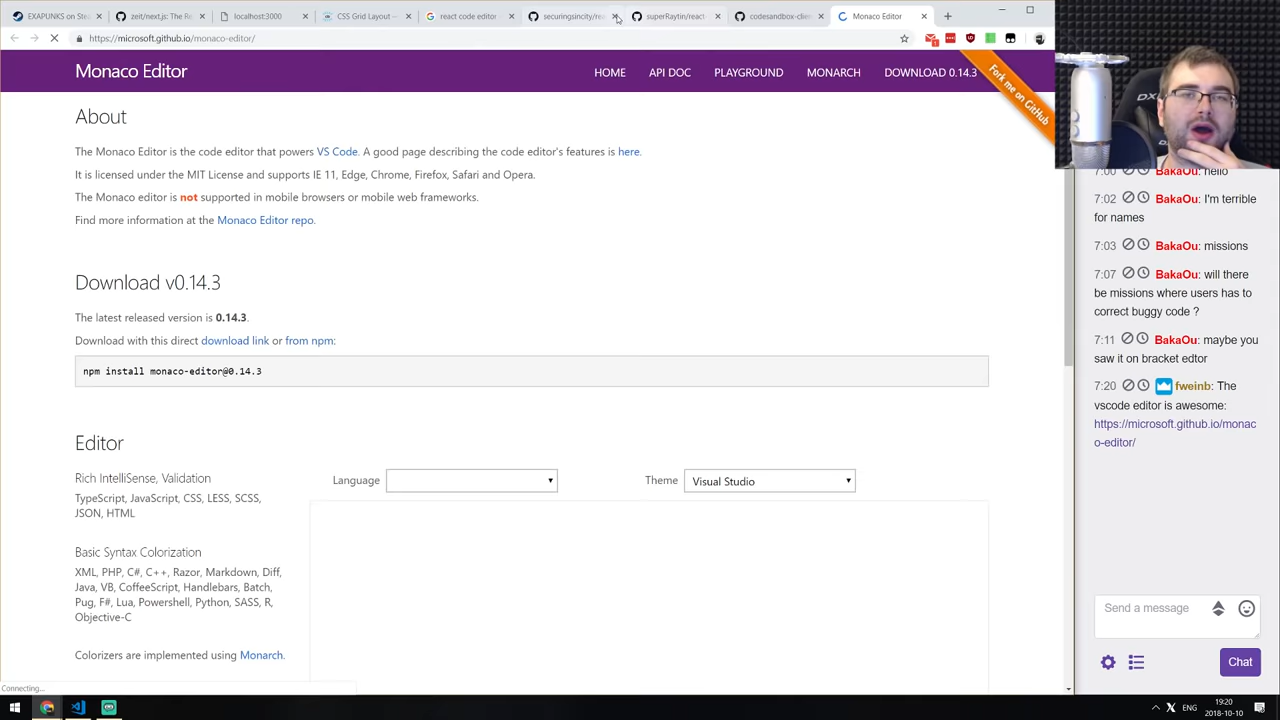 EXAPUNKS on Stea
zeit/next.js: The Re
localhost:3000
CSS Grid Layout —
react code editor -
securingsincity/rea
superRaytin/react-
codesandbox-clien
Monaco Editor
https://microsoft.github.io/monaco-editor/
Monaco Editor
HOME
API DOC
PLAYGROUND
MONARCH
DOWNLOAD 0.14.3
Fork me on GitHub
About
The Monaco Editor is the code editor that powers VS Code. A good page describing the code editor's features is here.
It is licensed under the MIT License and supports IE 11, Edge, Chrome, Firefox, Safari and Opera.
The Monaco editor is not supported in mobile browsers or mobile web frameworks.
Find more information at the Monaco Editor repo.
Download v0.14.3
The latest released version is 0.14.3.
Download with this direct download link or from npm:
npm install monaco-editor@0.14.3
Editor
Rich IntelliSense, Validation
TypeScript, JavaScript, CSS, LESS, SCSS,
JSON, HTML
Language
Theme
Visual Studio
Basic Syntax Colorization
XML, PHP, C#, C++, Razor, Markdown, Diff,
Java, VB, CoffeeScript, Handlebars, Batch,
Pug, F#, Lua, Powershell, Python, SASS, R,
Objective-C
Colorizers are implemented using Monarch.
Connecting...
DX
7:00 BakaOu: hello
7:02 BakaOu: I'm terrible
for names
7:03 BakaOu: missions
7:07 BakaOu: will there
be missions where users has to
correct buggy code ?
7:11 BakaOu: maybe you
saw it on bracket edtor
7:20 fweinb: The
vscode editor is awesome:
https://microsoft.github.io/monac
o-editor/
Send a message
Chat
ENG
19:20
2018-10-10